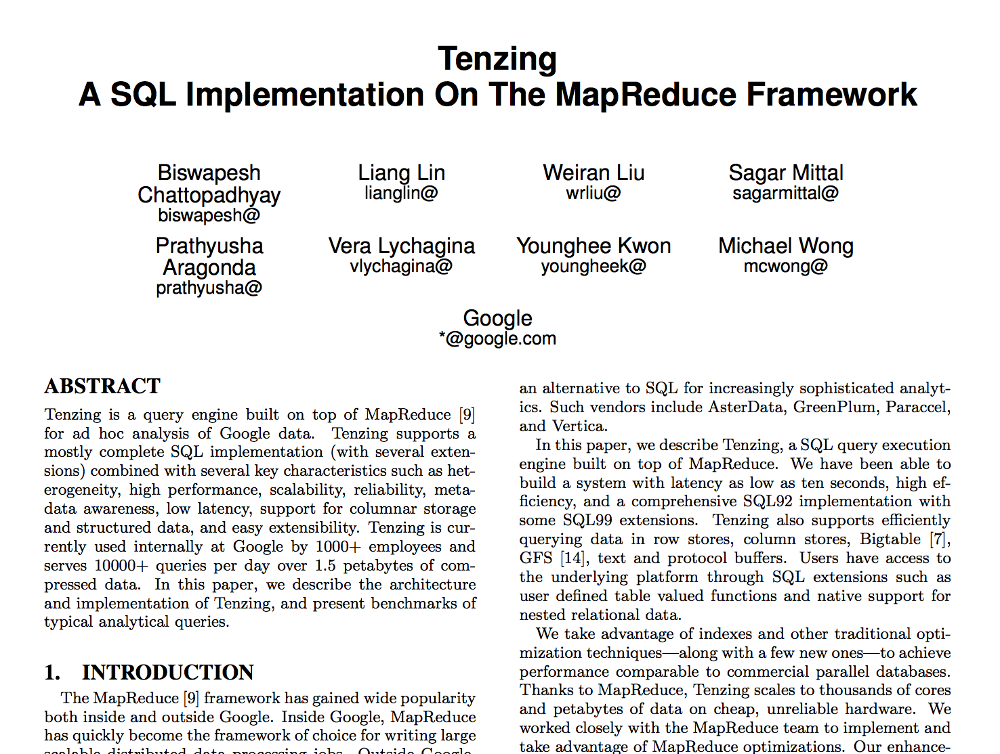 Tenzing
A SQL Implementation On The MapReduce Framework
Biswapesh
Chattopadhyay
biswapesh@
Liang Lin
lianglin@
Weiran Liu
wrliu@
Sagar Mittal
sagarmittal@
Prathyusha
Aragonda
prathyusha@
Vera Lychagina
vlychagina@
Younghee Kwon
youngheek@
Michael Wong
mcwong@
Google
*@google.com
ABSTRACT
Tenzing is a query engine built on top of MapReduce [9]
for ad hoc analysis of Google data. Tenzing supports a
mostly complete SQL implementation (with several exten-
sions) combined with several key characteristics such as het-
erogeneity, high performance, scalability, reliability, meta-
data awareness, low latency, support for columnar storage
and structured data, and easy extensibility. Tenzing is cur-
rently used internally at Google by 1000+ employees and
serves 10000+ queries per day over 1.5 petabytes of com-
pressed data. In this paper, we describe the architecture
and implementation of Tenzing, and present benchmarks of
typical analytical queries.
1. INTRODUCTION
The MapReduce [9] framework has gained wide popularity
both inside and outside Google. Inside Google, MapReduce
has quickly become the framework of choice for writing large
scalable distributed data processing jobs. Outside Google,
an alternative to SQL for increasingly sophisticated analyt-
ics. Such vendors include AsterData, GreenPlum, Paraccel,
and Vertica.
In this paper, we describe Tenzing, a SQL query execution
engine built on top of MapReduce. We have been able to
build a system with latency as low as ten seconds, high ef-
ficiency, and a comprehensive SQL92 implementation with
some SQL99 extensions. Tenzing also supports efficiently
querying data in row stores, column stores, Bigtable [7],
GFS [14], text and protocol buffers. Users have access to
the underlying platform through SQL extensions such as
user defined table valued functions and native support for
nested relational data.
We take advantage of indexes and other traditional opti-
mization techniques—along with a few new ones—to achieve
performance comparable to commercial parallel databases.
Thanks to MapReduce, Tenzing scales to thousands of cores
and petabytes of data on cheap, unreliable hardware. We
worked closely with the MapReduce team to implement and
take advantage of MapReduce optimizations. Our enhance-